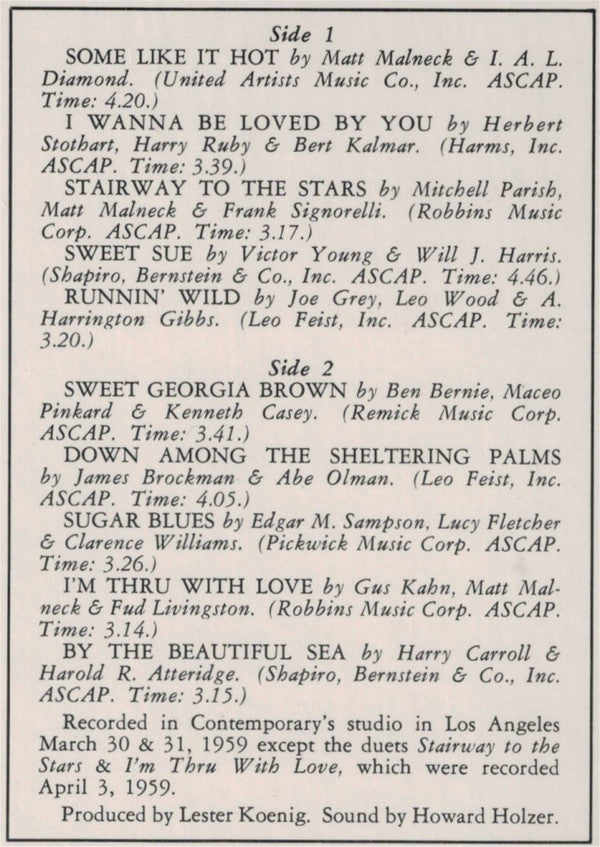 Side 1
SOME LIKE IT HOT by Matt Malneck & I. A. L.
Diamond. (United Artists Music Co., Inc. ASCAP.
Time: 4.20.)
I WANNA BE LOVED BY YOU by Herbert
Stothart, Harry Ruby & Bert Kalmar. (Harms, Inc.
ASCAP. Time: 3.39.)
STAIRWAY TO THE STARS by Mitchell Parish,
Matt Malneck & Frank Signorelli. (Robbins Music
Corp. ASCAP. Time: 3.17.)
SWEET SUE by Victor Young & Will J. Harris.
(Shapiro, Bernstein & Co., Inc. ASCAP. Time: 4.46.)
RUNNIN' WILD by Joe Grey, Leo Wood & A.
Harrington Gibbs. (Leo Feist, Inc. ASCAP. Time:
3.20.)
Side 2
SWEET GEORGIA BROWN by Ben Bernie, Maceo
Pinkard & Kenneth Casey. (Remick Music Corp.
ASCAP. Time: 3.41.)
DOWN AMONG THE SHELTERING PALMS
by James Brockman & Abe Olman. (Leo Feist, Inc.
ASCAP. Time: 4.05.)
SUGAR BLUES by Edgar M. Sampson, Lucy Fletcher
& Clarence Williams. (Pickwick Music Corp. ASCAP.
Time: 3.26.)
I'M THRU WITH LOVE by Gus Kahn, Matt Mal-
neck & Fud Livingston. (Robbins Music Corp. ASCAP.
Time: 3.14.)
BY THE BEAUTIFUL SEA by Harry Carroll &
Harold R. Atteridge. (Shapiro, Bernstein & Co., Inc.
ASCAP. Time: 3.15.)
Recorded in Contemporary's studio in Los Angeles
March 30 & 31, 1959 except the duets Stairway to the
Stars & I'm Thru With Love, which were recorded
April 3, 1959.
Produced by Lester Koenig. Sound by Howard Holzer.